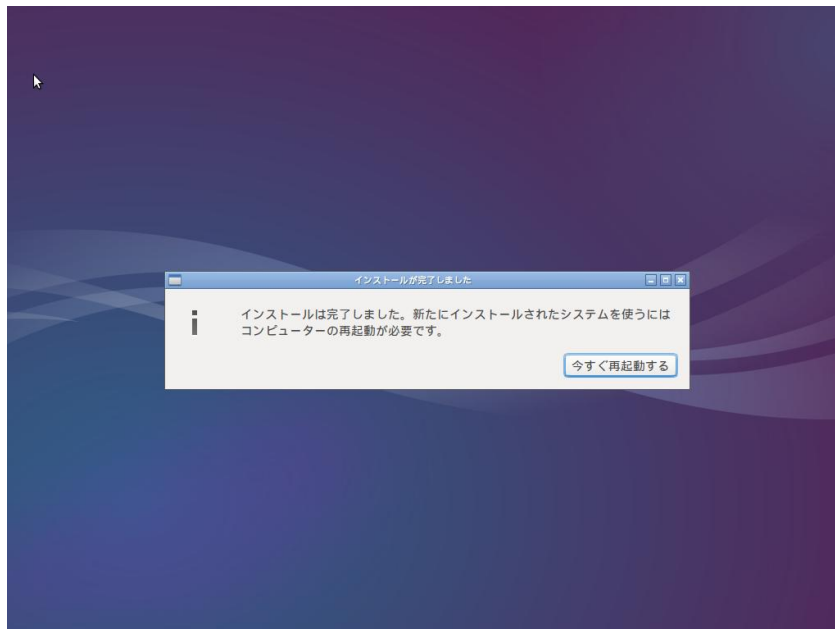 インストールが完了しました
インストールは完了しました。新たにインストールされたシステムを使うには
コンピューターの再起動が必要です。
今すぐ再起動する